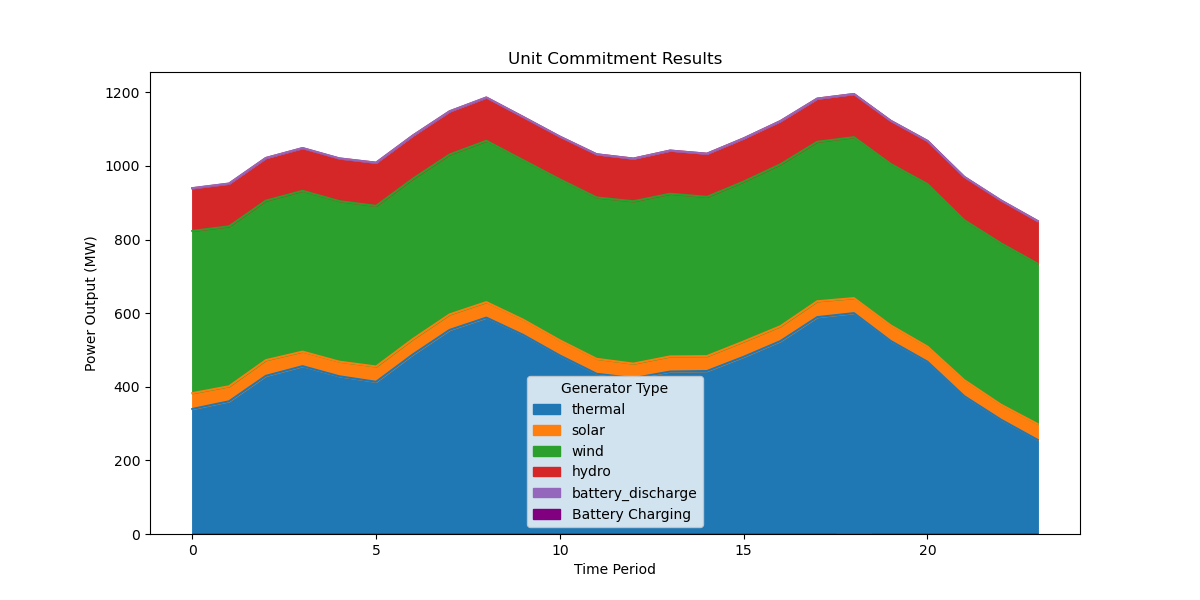 Unit Commitment Results
Power Output (MW)
1200
1000
800
600
400
200
0
Generator Type
thermal
solar
wind
hydro
battery_discharge
Battery Charging
0 5 10 15 20
Time Period